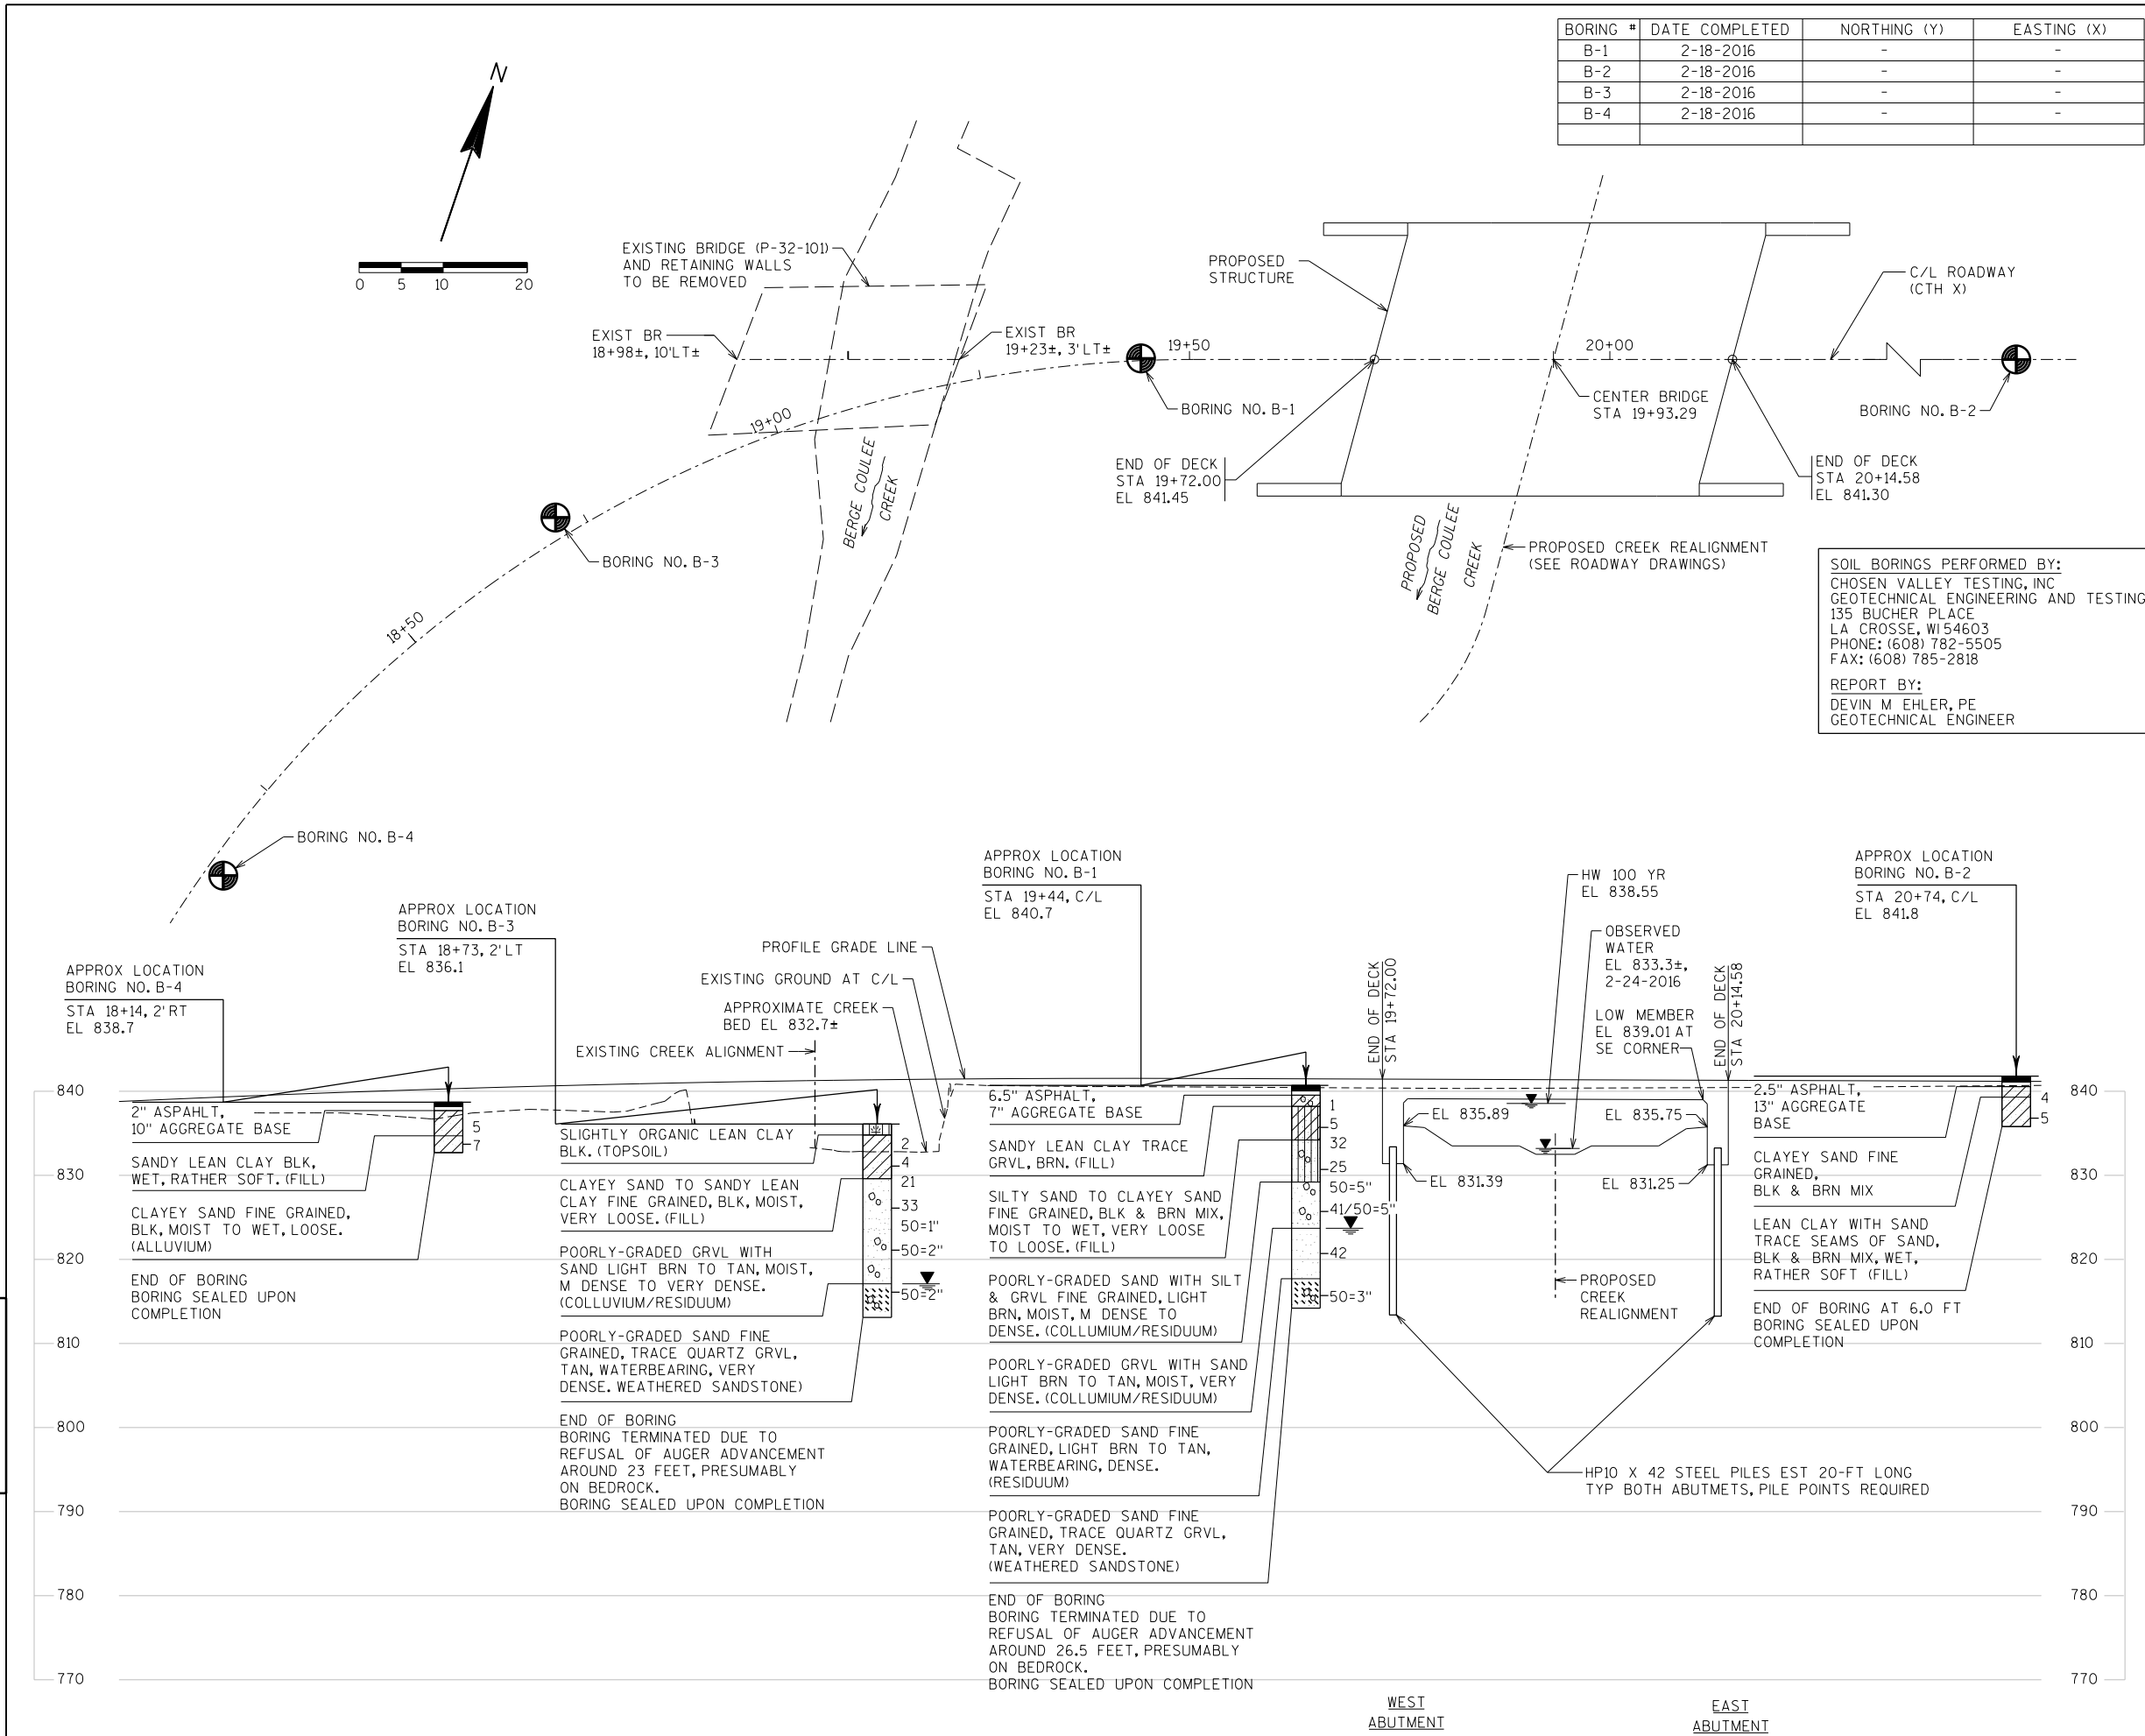 BORING # DATE COMPLETED NORTHING (Y) EASTING (X)
B-1 2-18-2016 - -
B-2 2-18-2016 - -
B-3 2-18-2016 - -
B-4 2-18-2016 - -
N
0 5 10 20
EXISTING BRIDGE (P-32-101)
AND RETAINING WALLS
TO BE REMOVED
EXIST BR
18+98±, 10'LT±
EXIST BR
19+23±, 3'LT±
19+50
PROPOSED
STRUCTURE
20+00
C/L ROADWAY
(CTH X)
BORING NO. B-1
CENTER BRIDGE
STA 19+93.29
BORING NO. B-2
19+00
END OF DECK
STA 19+72.00
EL 841.45
END OF DECK
STA 20+14.58
EL 841.30
BERGE COULEE
CREEK
BORING NO. B-3
18+50
PROPOSED
BERGE COULEE
CREEK
PROPOSED CREEK REALIGNMENT
(SEE ROADWAY DRAWINGS)
SOIL BORINGS PERFORMED BY:
CHOSEN VALLEY TESTING, INC
GEOTECHNICAL ENGINEERING AND TESTING
135 BUCHER PLACE
LA CROSSE, WI 54603
PHONE: (608) 782-5505
FAX: (608) 785-2818
REPORT BY:
DEVIN M EHLER, PE
GEOTECHNICAL ENGINEER
BORING NO. B-4
APPROX LOCATION
BORING NO. B-4
STA 18+14, 2'RT
EL 838.7
APPROX LOCATION
BORING NO. B-3
STA 18+73, 2'LT
EL 836.1
PROFILE GRADE LINE
EXISTING GROUND AT C/L
APPROXIMATE CREEK
BED EL 832.7±
EXISTING CREEK ALIGNMENT
APPROX LOCATION
BORING NO. B-1
STA 19+44, C/L
EL 840.7
END OF DECK
STA 19+72.00
HW 100 YR
EL 838.55
OBSERVED
WATER
EL 833.3±,
2-24-2016
LOW MEMBER
EL 839.01 AT
SE CORNER
END OF DECK
STA 20+14.58
APPROX LOCATION
BORING NO. B-2
STA 20+74, C/L
EL 841.8
840
830
820
810
800
790
780
770
2" ASPAHLT,
10" AGGREGATE BASE
SANDY LEAN CLAY BLK,
WET, RATHER SOFT. (FILL)
CLAYEY SAND FINE GRAINED,
BLK, MOIST TO WET, LOOSE.
(ALLUVIUM)
END OF BORING
BORING SEALED UPON
COMPLETION
5
7
SLIGHTLY ORGANIC LEAN CLAY
BLK. (TOPSOIL)
CLAYEY SAND TO SANDY LEAN
CLAY FINE GRAINED, BLK, MOIST,
VERY LOOSE. (FILL)
POORLY-GRADED GRVL WITH
SAND LIGHT BRN TO TAN, MOIST,
M DENSE TO VERY DENSE.
(COLLUVIUM/RESIDUUM)
POORLY-GRADED SAND FINE
GRAINED, TRACE QUARTZ GRVL,
TAN, WATERBEARING, VERY
DENSE. WEATHERED SANDSTONE)
END OF BORING
BORING TERMINATED DUE TO
REFUSAL OF AUGER ADVANCEMENT
AROUND 23 FEET, PRESUMABLY
ON BEDROCK.
BORING SEALED UPON COMPLETION
2
4
21
33
50=1"
50=2"
50=2"
6.5" ASPHALT,
7" AGGREGATE BASE
SANDY LEAN CLAY TRACE
GRVL, BRN. (FILL)
SILTY SAND TO CLAYEY SAND
FINE GRAINED, BLK & BRN MIX,
MOIST TO WET, VERY LOOSE
TO LOOSE. (FILL)
POORLY-GRADED SAND WITH SILT
& GRVL FINE GRAINED, LIGHT
BRN, MOIST, M DENSE TO
DENSE. (COLLUMIUM/RESIDUUM)
POORLY-GRADED GRVL WITH SAND
LIGHT BRN TO TAN, MOIST, VERY
DENSE. (COLLUMIUM/RESIDUUM)
POORLY-GRADED SAND FINE
GRAINED, LIGHT BRN TO TAN,
WATERBEARING, DENSE.
(RESIDUUM)
POORLY-GRADED SAND FINE
GRAINED, TRACE QUARTZ GRVL,
TAN, VERY DENSE.
(WEATHERED SANDSTONE)
END OF BORING
BORING TERMINATED DUE TO
REFUSAL OF AUGER ADVANCEMENT
AROUND 26.5 FEET, PRESUMABLY
ON BEDROCK.
BORING SEALED UPON COMPLETION
1
5
32
25
50=5"
41/50=5"
42
50=3"
EL 835.89
EL 835.75
EL 831.39
EL 831.25
PROPOSED
CREEK
REALIGNMENT
HP10 X 42 STEEL PILES EST 20-FT LONG
TYP BOTH ABUTMETS, PILE POINTS REQUIRED
2.5" ASPHALT,
13" AGGREGATE
BASE
CLAYEY SAND FINE
GRAINED,
BLK & BRN MIX
LEAN CLAY WITH SAND
TRACE SEAMS OF SAND,
BLK & BRN MIX, WET,
RATHER SOFT (FILL)
END OF BORING AT 6.0 FT
BORING SEALED UPON
COMPLETION
4
5
840
830
820
810
800
790
780
770
WEST
ABUTMENT
EAST
ABUTMENT